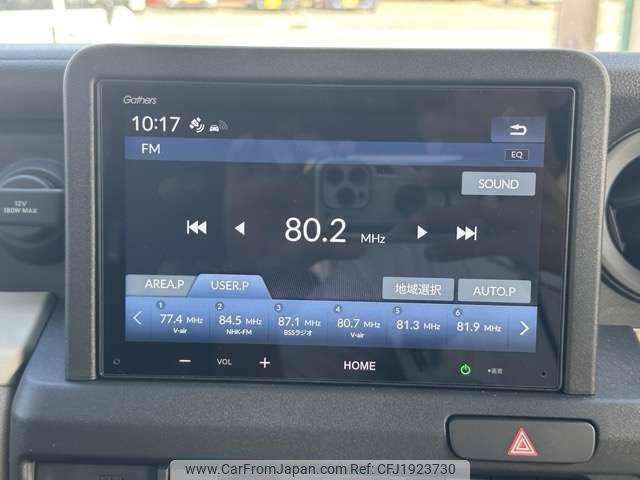 Gathers
10:17
FM
EQ
SOUND
12V
180W MAX
80.2 MHz
AREA.P USER.P 地域選択 AUTO.P
1 2 3 4 5 6
77.4 MHz 84.5 MHz 87.1 MHz 80.7 MHz 81.3 MHz 81.9 MHz
V-air NHK-FM BSSラジオ V-air
− VOL + HOME
www.CarFromJapan.com - Ref: CFJ1923730